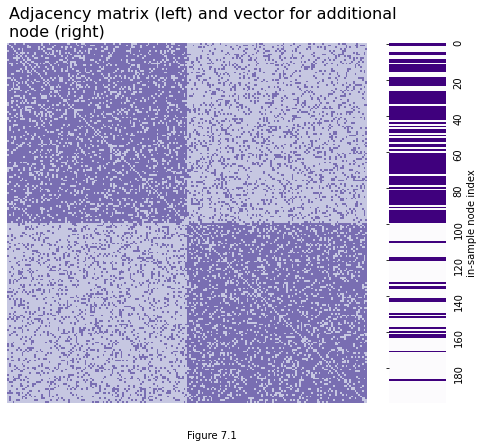 Adjacency matrix (left) and vector for additional
node (right)
0
20
40
60
80
100
120
140
160
180
in-sample node index
Figure 7.1